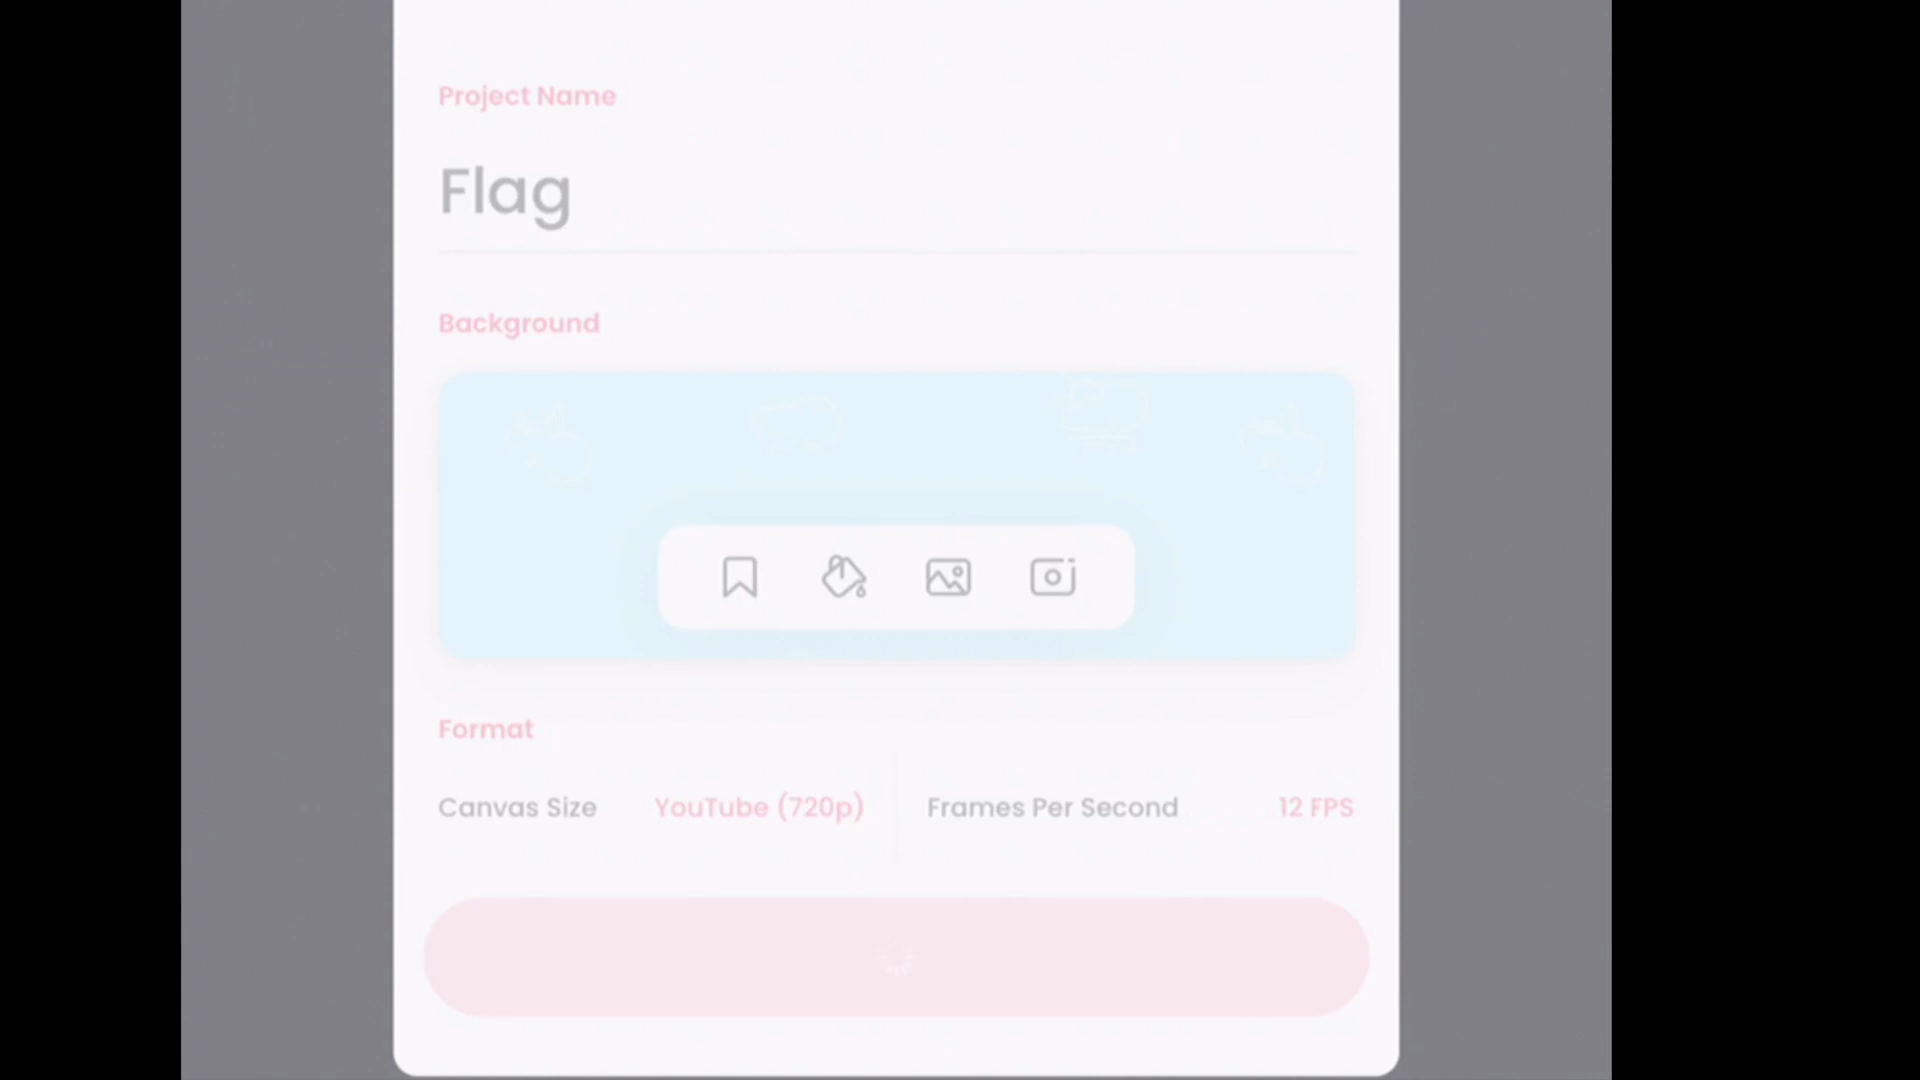 Project Name
Flag
Background
Format
Canvas Size YouTube (720p) Frames Per Second 12 FPS